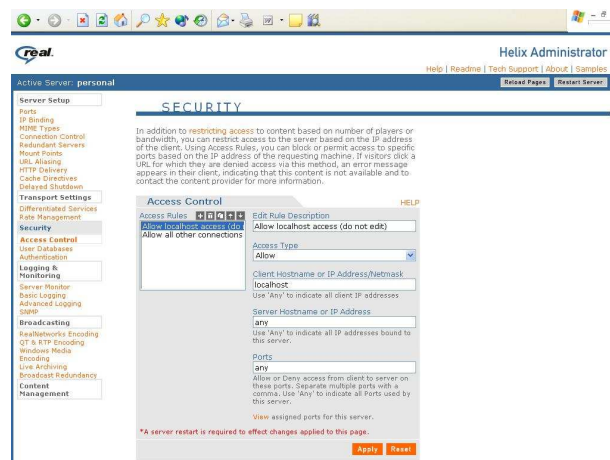 real.
Helix Administrator
Help | Readme | Tech Support | About | Samples
Active Server: personal
Reload Pages
Restart Server
Server Setup
Ports
IP Binding
MIME Types
Connection Control
Redundant Servers
Mount Points
URL Aliasing
HTTP Delivery
Cache Directives
Delayed Shutdown
Transport Settings
Differentiated Services
Rate Management
Security
Access Control
User Databases
Authentication
Logging &
Monitoring
Server Monitor
Basic Logging
Advanced Logging
SNMP
Broadcasting
RealNetworks Encoding
QT & RTP Encoding
Windows Media
Encoding
Live Archiving
Broadcast Redundancy
Content
Management
SECURITY
In addition to restricting access to content based on number of players or
bandwidth, you can restrict access to the server based on the IP address
of the client. Using Access Rules, you can block or permit access to specific
ports based on the IP address of the requesting machine. If visitors click a
URL for which they are denied access via this method, an error message
appears in their client, indicating that this content is not available and to
contact the content provider for more information.
Access Control
HELP
Access Rules
Allow localhost access (do
Allow all other connections
Edit Rule Description
Allow localhost access (do not edit)
Access Type
Allow
Client Hostname or IP Address/Netmask
localhost
Use 'Any' to indicate all client IP addresses
Server Hostname or IP Address
any
Use 'Any' to indicate all IP addresses bound to
this server.
Ports
any
Allow or Deny access from client to server on
these ports. Separate multiple ports with a
comma. Use 'Any' to indicate all Ports used by
this server.
View assigned ports for this server.
*A server restart is required to effect changes applied to this page.
Apply
Reset